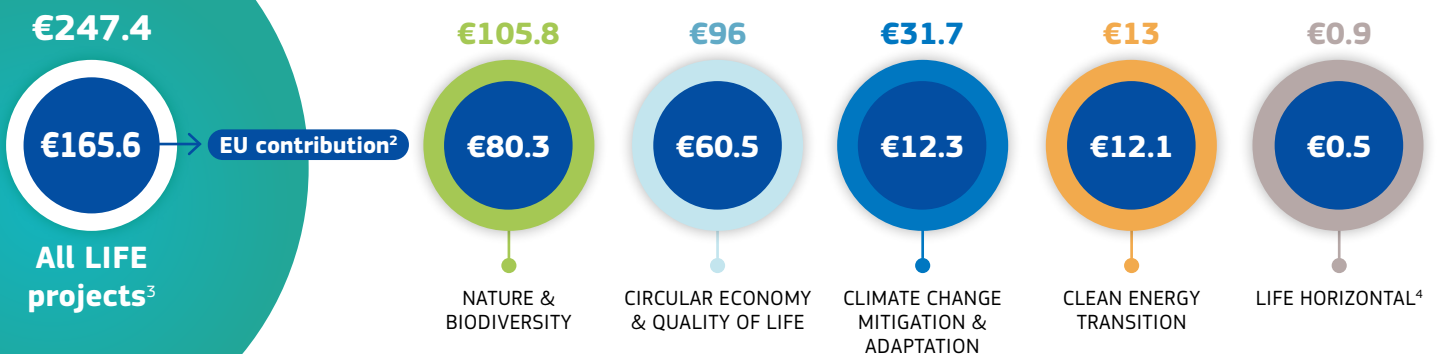 €247.4
€165.6
EU contribution²
All LIFE
projects³
€105.8
€80.3
NATURE &
BIODIVERSITY
€96
€60.5
CIRCULAR ECONOMY
& QUALITY OF LIFE
€31.7
€12.3
CLIMATE CHANGE
MITIGATION &
ADAPTATION
€13
€12.1
CLEAN ENERGY
TRANSITION
€0.9
€0.5
LIFE HORIZONTAL⁴